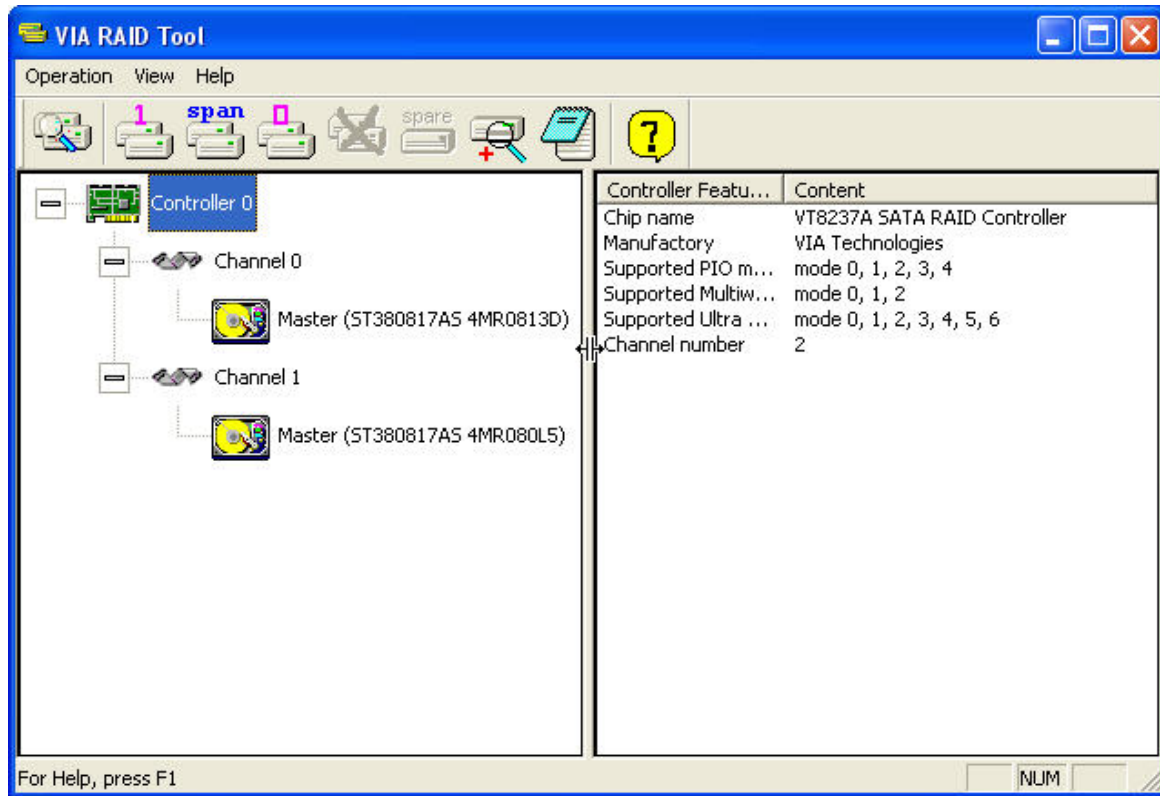 VIA RAID Tool
Operation View Help
1 span 0 spare ?
Controller 0
Channel 0
Master (ST380817AS 4MR0813D)
Channel 1
Master (ST380817AS 4MR080L5)
Controller Featu... Content
Chip name VT8237A SATA RAID Controller
Manufactory VIA Technologies
Supported PIO m... mode 0, 1, 2, 3, 4
Supported Multiw... mode 0, 1, 2
Supported Ultra ... mode 0, 1, 2, 3, 4, 5, 6
Channel number 2
For Help, press F1 NUM